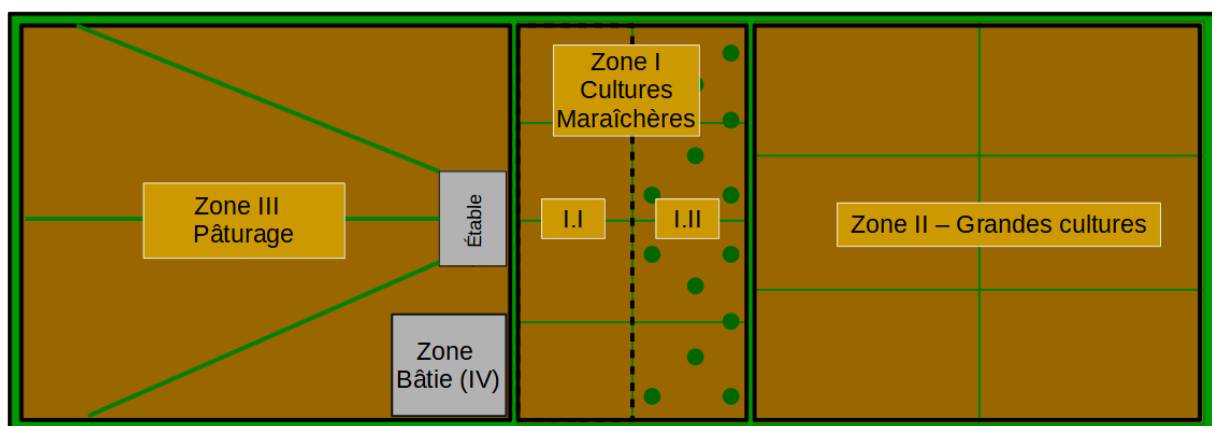 Zone III
Pâturage
Étable
Zone
Bâtie (IV)
Zone I
Cultures
Maraîchères
I.I
I.II
Zone II – Grandes cultures